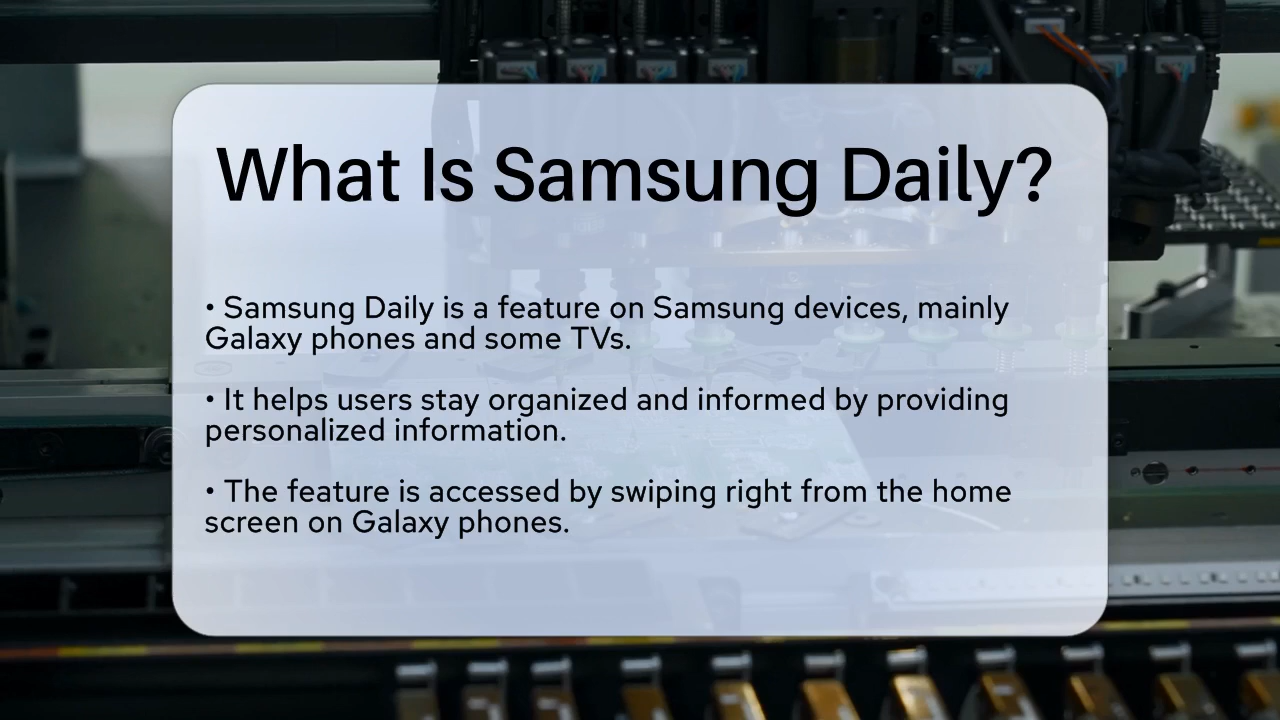 What Is Samsung Daily?
• Samsung Daily is a feature on Samsung devices, mainly
Galaxy phones and some TVs.
• It helps users stay organized and informed by providing
personalized information.
• The feature is accessed by swiping right from the home
screen on Galaxy phones.